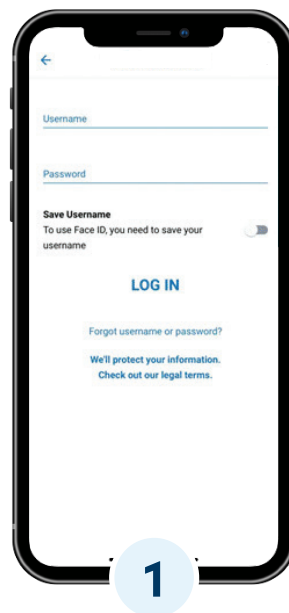 Username
Password
Save Username
To use Face ID, you need to save your
username
LOG IN
Forgot username or password?
We'll protect your information.
Check out our legal terms.
1